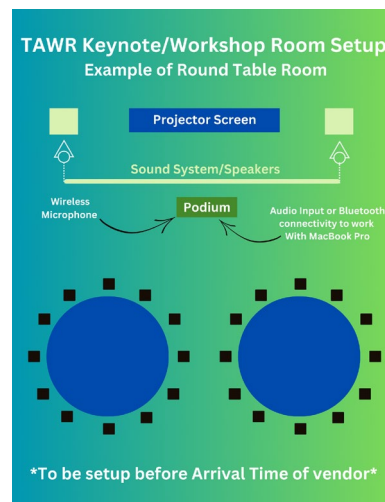 TAWR Keynote/Workshop Room Setup
Example of Round Table Room
Projector Screen
Sound System/Speakers
Wireless
Microphone
Podium
Audio Input or Bluetooth
connectivity to work
With MacBook Pro
*To be setup before Arrival Time of vendor*